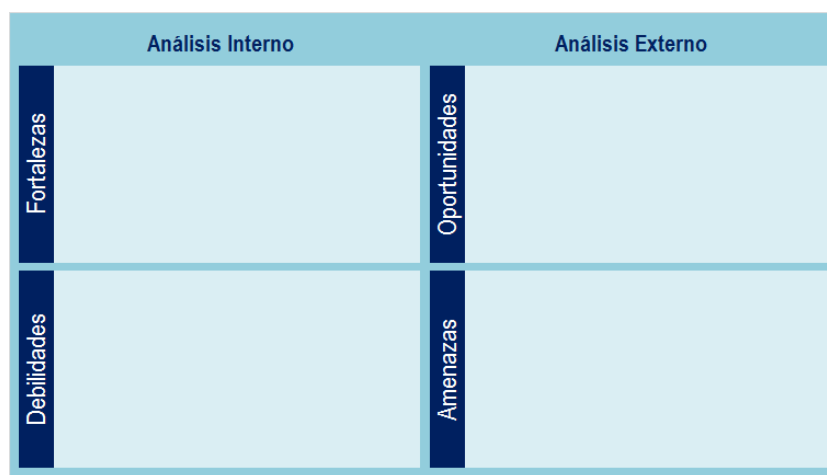 Análisis Interno
Análisis Externo
Fortalezas
Oportunidades
Debilidades
Amenazas